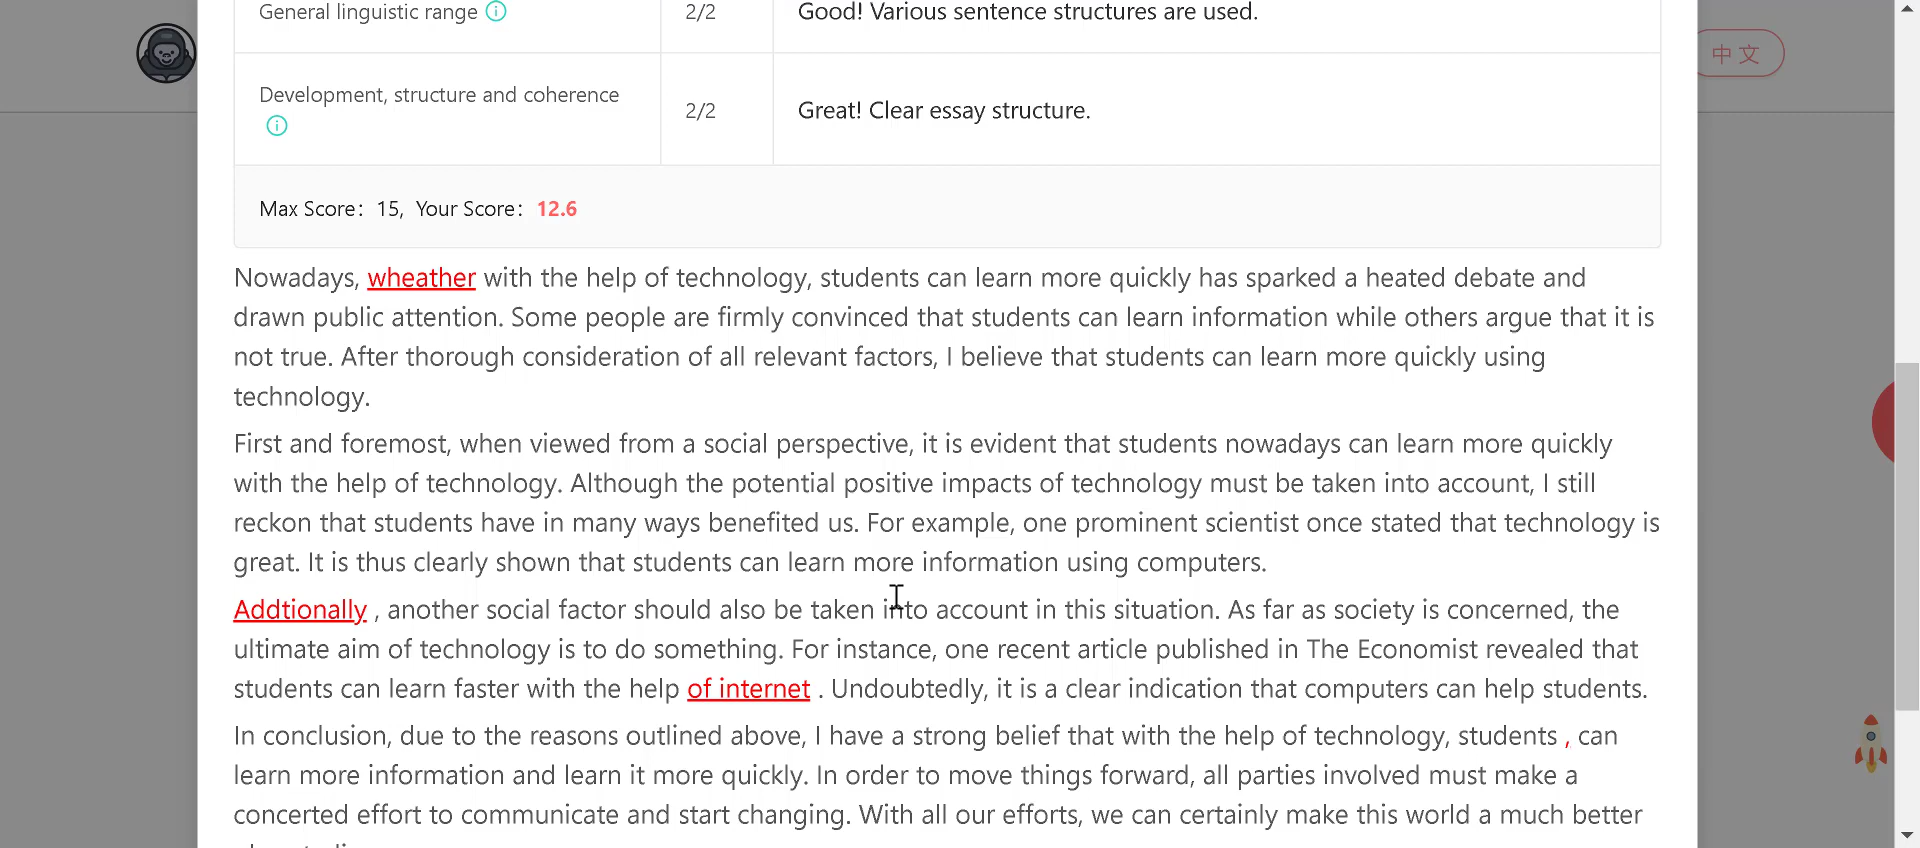 General linguistic range
2/2
Good! Various sentence structures are used.
中文
Development, structure and coherence
2/2
Great! Clear essay structure.
Max Score: 15, Your Score: 12.6
Nowadays, wheather with the help of technology, students can learn more quickly has sparked a heated debate and
drawn public attention. Some people are firmly convinced that students can learn information while others argue that it is
not true. After thorough consideration of all relevant factors, I believe that students can learn more quickly using
technology.
First and foremost, when viewed from a social perspective, it is evident that students nowadays can learn more quickly
with the help of technology. Although the potential positive impacts of technology must be taken into account, I still
reckon that students have in many ways benefited us. For example, one prominent scientist once stated that technology is
great. It is thus clearly shown that students can learn more information using computers.
Addtionally , another social factor should also be taken into account in this situation. As far as society is concerned, the
ultimate aim of technology is to do something. For instance, one recent article published in The Economist revealed that
students can learn faster with the help of internet . Undoubtedly, it is a clear indication that computers can help students.
In conclusion, due to the reasons outlined above, I have a strong belief that with the help of technology, students , can
learn more information and learn it more quickly. In order to move things forward, all parties involved must make a
concerted effort to communicate and start changing. With all our efforts, we can certainly make this world a much better